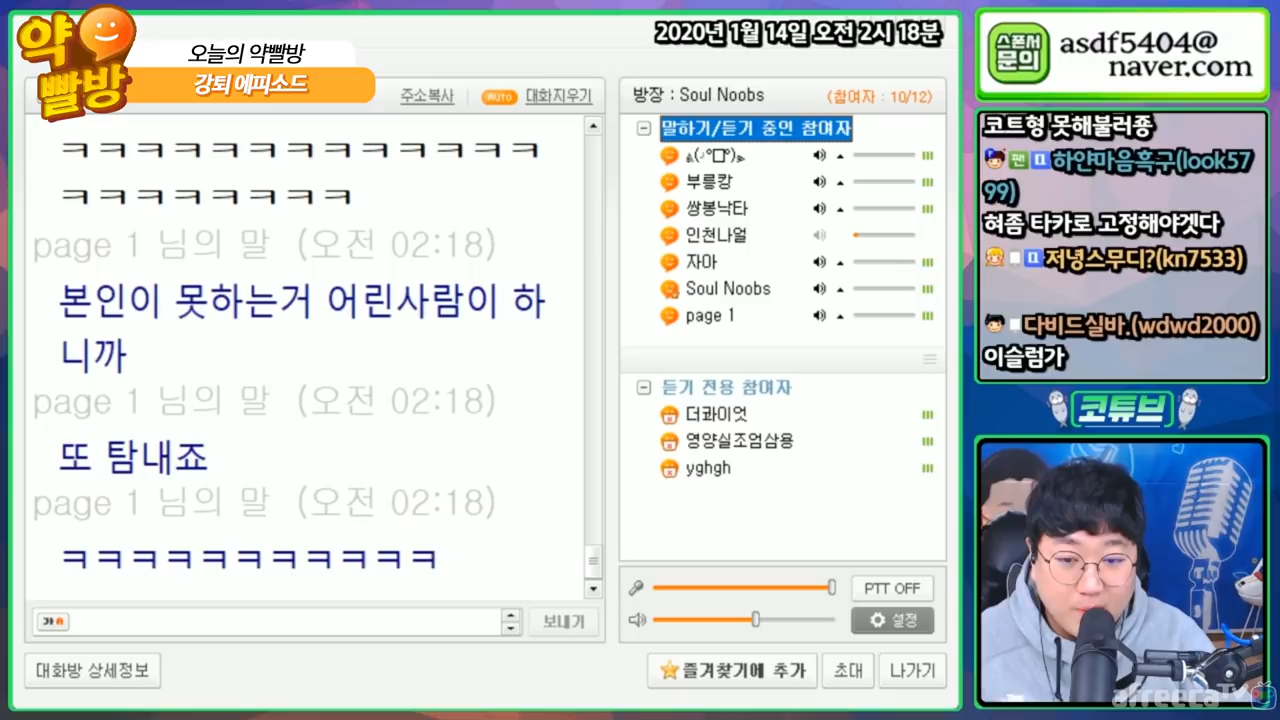 약빨방
오늘의 약빨방
강퇴 에피소드
2020년 1월 14일 오전 2시 18분
주소복사
AUTO 대화지우기
ㅋㅋㅋㅋㅋㅋㅋㅋㅋㅋㅋㅋㅋㅋ
ㅋㅋㅋㅋㅋㅋㅋㅋㅋ
page 1 님의 말 (오전 02:18)
본인이 못하는거 어린사람이 하
니까
page 1 님의 말 (오전 02:18)
또 탐내죠
page 1 님의 말 (오전 02:18)
ㅋㅋㅋㅋㅋㅋㅋㅋㅋㅋㅋ
가
보내기
대화방 상세정보
방장 : Soul Noobs (참여자 : 10/12)
말하기/듣기 중인 참여자
부릉캉
쌍봉낙타
인천나얼
자아
Soul Noobs
page 1
듣기 전용 참여자
더콰이엇
영양실조엄삼용
yghgh
PTT OFF
설정
즐겨찾기에 추가
초대
나가기
스폰서
문의
asdf5404@
naver.com
코트형 못해불러죵
팬 하얀마음흑구(look57
99)
혀좀 타카로 고정해야겟다
저녕스무디?(kn7533)
다비드실바.(wdwd2000)
이슬럼가
코튜브
afreecaTV